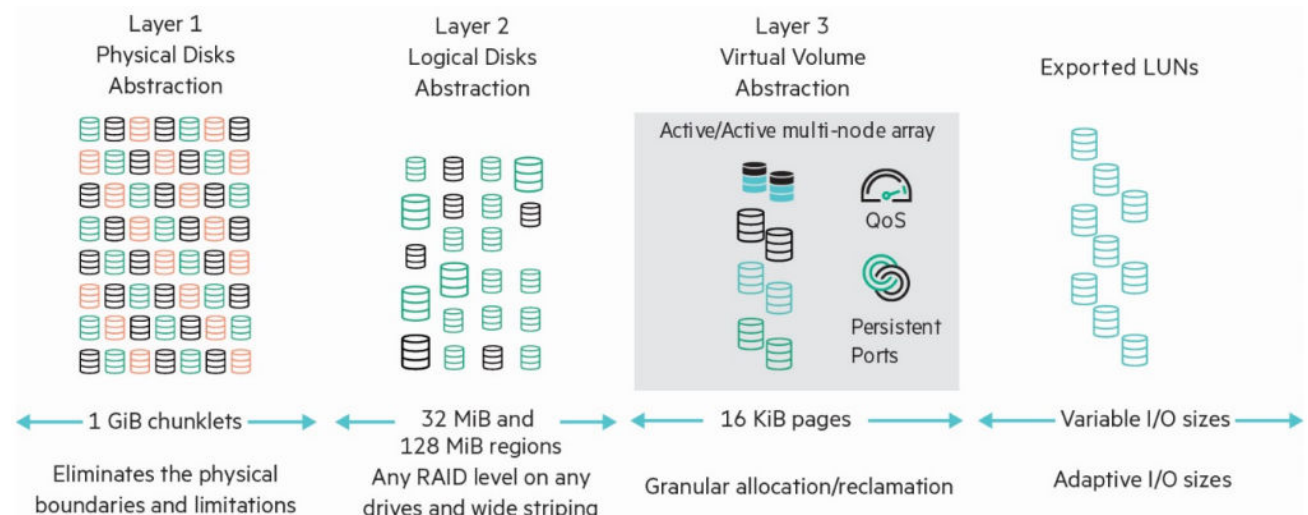 Layer 1
Physical Disks
Abstraction
Layer 2
Logical Disks
Abstraction
Layer 3
Virtual Volume
Abstraction
Exported LUNs
Active/Active multi-node array
QoS
Persistent
Ports
1 GiB chunklets
32 MiB and
128 MiB regions
16 KiB pages
Variable I/O sizes
Eliminates the physical
boundaries and limitations
Any RAID level on any
drives and wide striping
Granular allocation/reclamation
Adaptive I/O sizes